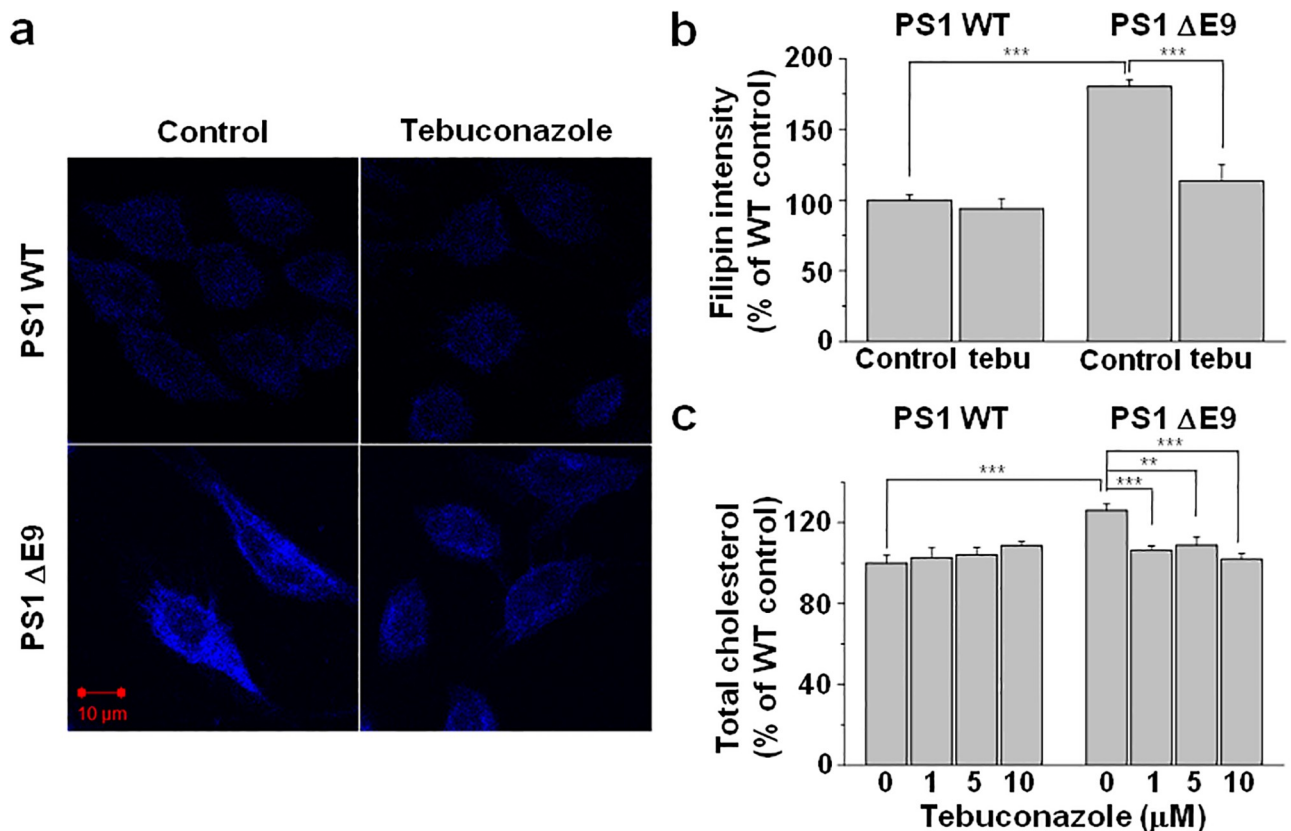 a
Control
Tebuconazole
PS1 WT
PS1 ΔE9
10 µm
b
PS1 WT
PS1 ΔE9
***
***
Filipin intensity
(% of WT control)
200
150
100
50
0
Control
tebu
Control
tebu
c
PS1 WT
PS1 ΔE9
***
***
**
***
Total cholesterol
(% of WT control)
120
80
40
0
0 1 5 10
0 1 5 10
Tebuconazole (µM)